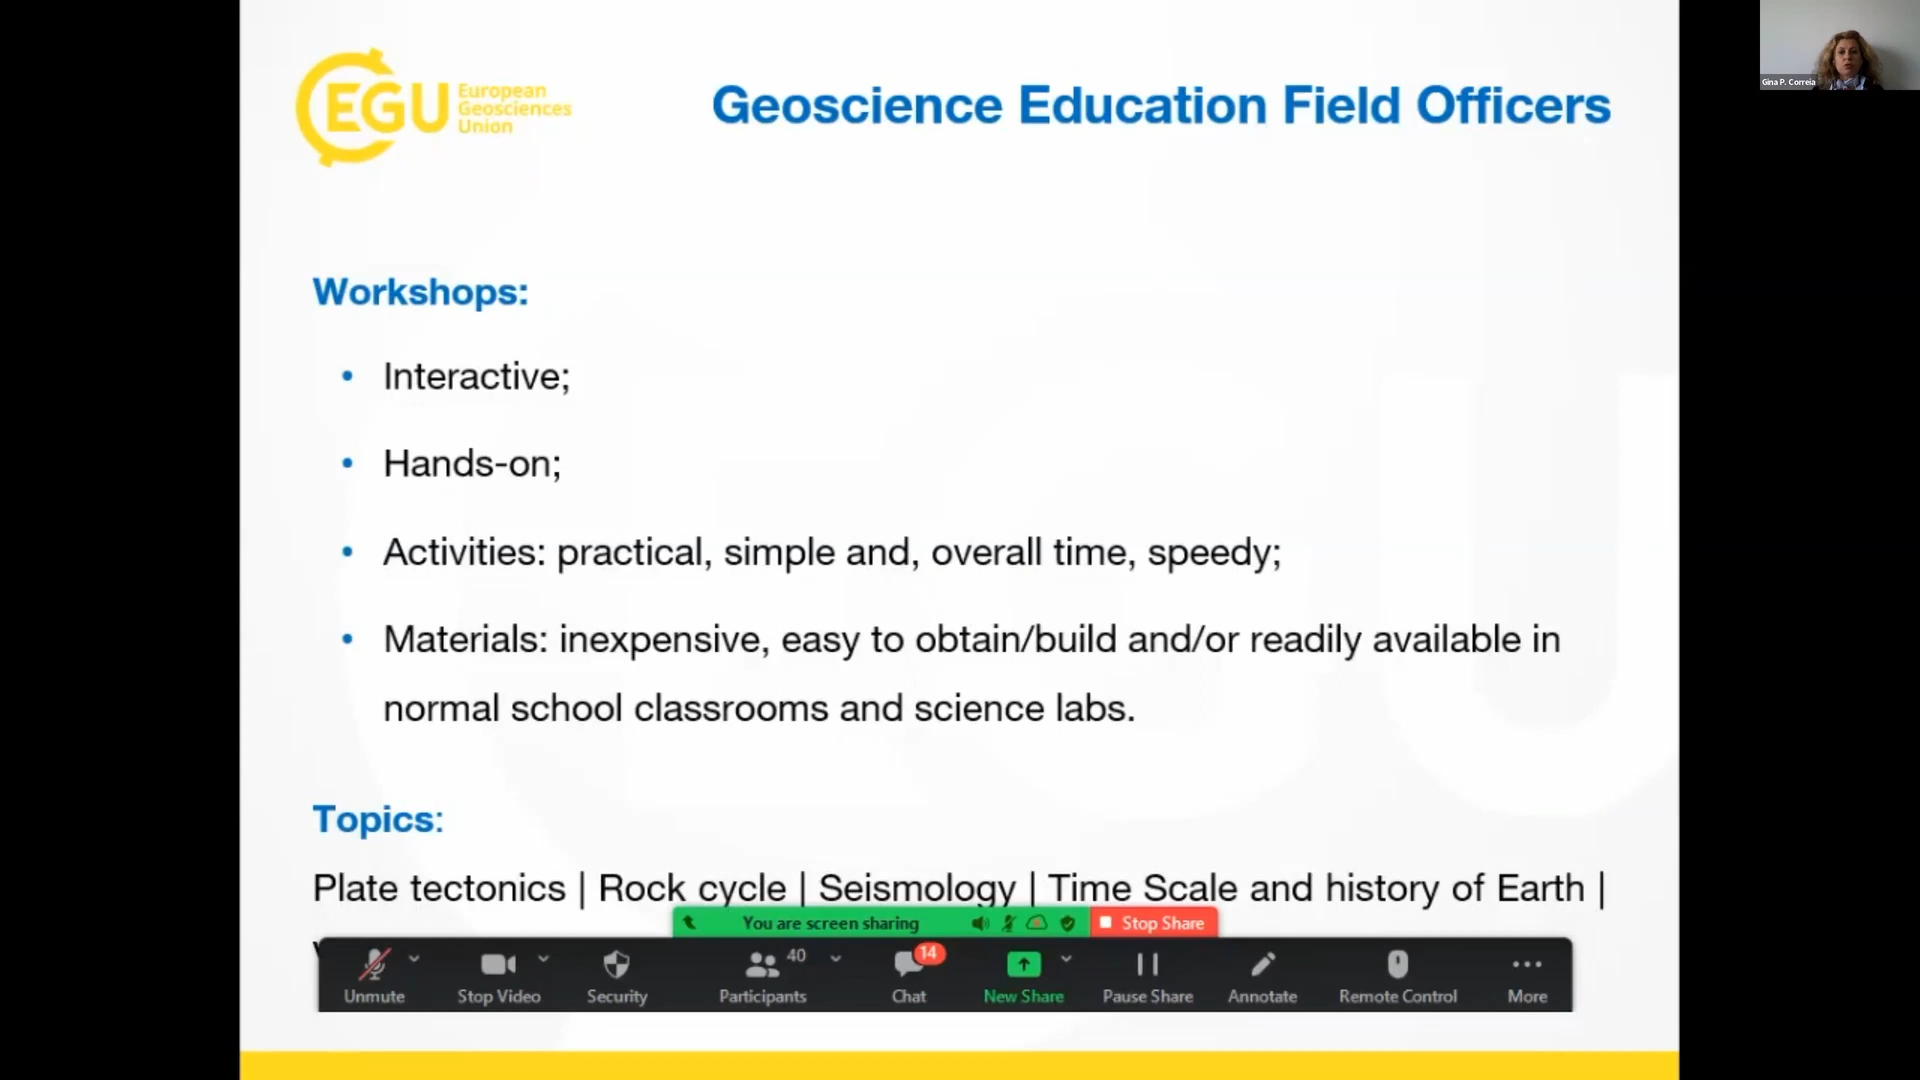 EGU
European
Geosciences
Union
Geoscience Education Field Officers
Gina P. Correia
Workshops:
• Interactive;
• Hands-on;
• Activities: practical, simple and, overall time, speedy;
• Materials: inexpensive, easy to obtain/build and/or readily available in
normal school classrooms and science labs.
Topics:
Plate tectonics | Rock cycle | Seismology | Time Scale and history of Earth |
You are screen sharing
Stop Share
40
14
Unmute
Stop Video
Security
Participants
Chat
New Share
Pause Share
Annotate
Remote Control
More